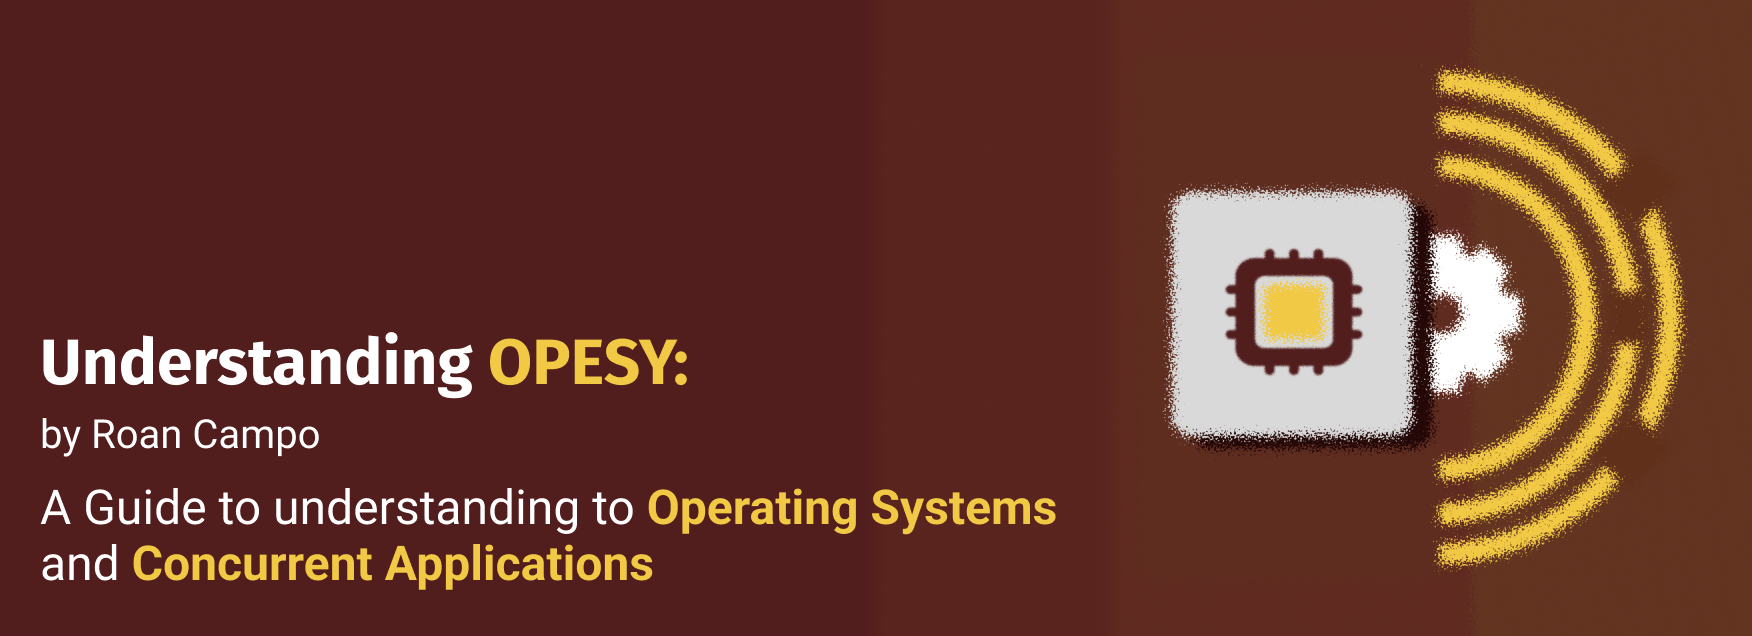 Understanding OPESY:
by Roan Campo
A Guide to understanding to Operating Systems
and Concurrent Applications